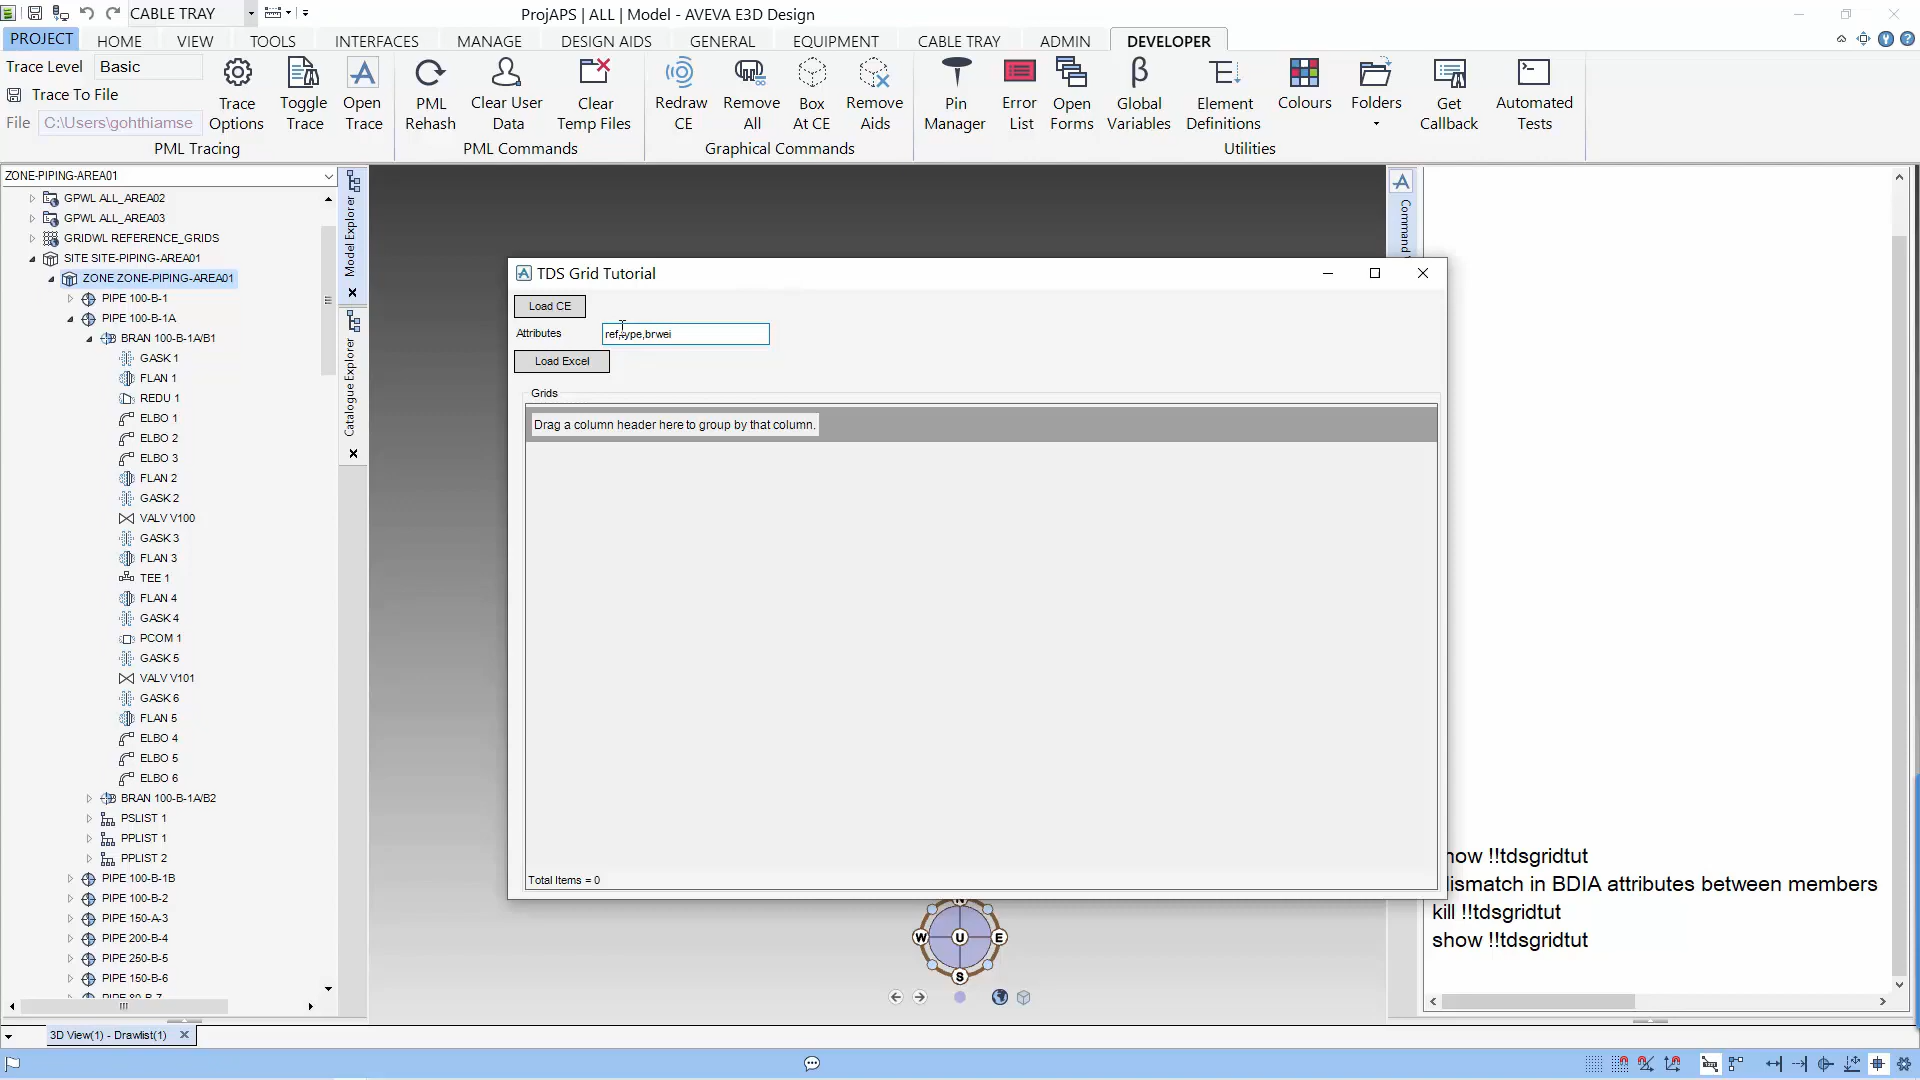 CABLE TRAY
ProjAPS | ALL | Model - AVEVA E3D Design
PROJECT
HOME
VIEW
TOOLS
INTERFACES
MANAGE
DESIGN AIDS
GENERAL
EQUIPMENT
CABLE TRAY
ADMIN
DEVELOPER
Trace Level
Basic
Trace To File
File
C:\Users\gohthiamse
Trace Options
Toggle Trace
Open Trace
PML Tracing
PML Rehash
Clear User Data
Clear Temp Files
PML Commands
Redraw CE
Remove All
Box At CE
Remove Aids
Graphical Commands
Pin Manager
Error List
Open Forms
Global Variables
Element Definitions
Colours
Folders
Get Callback
Automated Tests
Utilities
ZONE-PIPING-AREA01
GPWL ALL_AREA02
GPWL ALL_AREA03
GRIDWL REFERENCE_GRIDS
SITE SITE-PIPING-AREA01
ZONE ZONE-PIPING-AREA01
PIPE 100-B-1
PIPE 100-B-1A
BRAN 100-B-1A/B1
GASK 1
FLAN 1
REDU 1
ELBO 1
ELBO 2
ELBO 3
FLAN 2
GASK 2
VALV V100
GASK 3
FLAN 3
TEE 1
FLAN 4
GASK 4
PCOM 1
GASK 5
VALV V101
GASK 6
FLAN 5
ELBO 4
ELBO 5
ELBO 6
BRAN 100-B-1A/B2
PSLIST 1
PPLIST 1
PPLIST 2
PIPE 100-B-1B
PIPE 100-B-2
PIPE 150-A-3
PIPE 200-B-4
PIPE 250-B-5
PIPE 150-B-6
PIPE 80-B-7
Model Explorer
Catalogue Explorer
TDS Grid Tutorial
Load CE
Attributes
ref,type,brwei
Load Excel
Grids
Drag a column header here to group by that column.
Total Items = 0
Command
how !!tdsgridtut
ismatch in BDIA attributes between members
kill !!tdsgridtut
show !!tdsgridtut
N
W
U
E
S
3D View(1) - Drawlist(1)